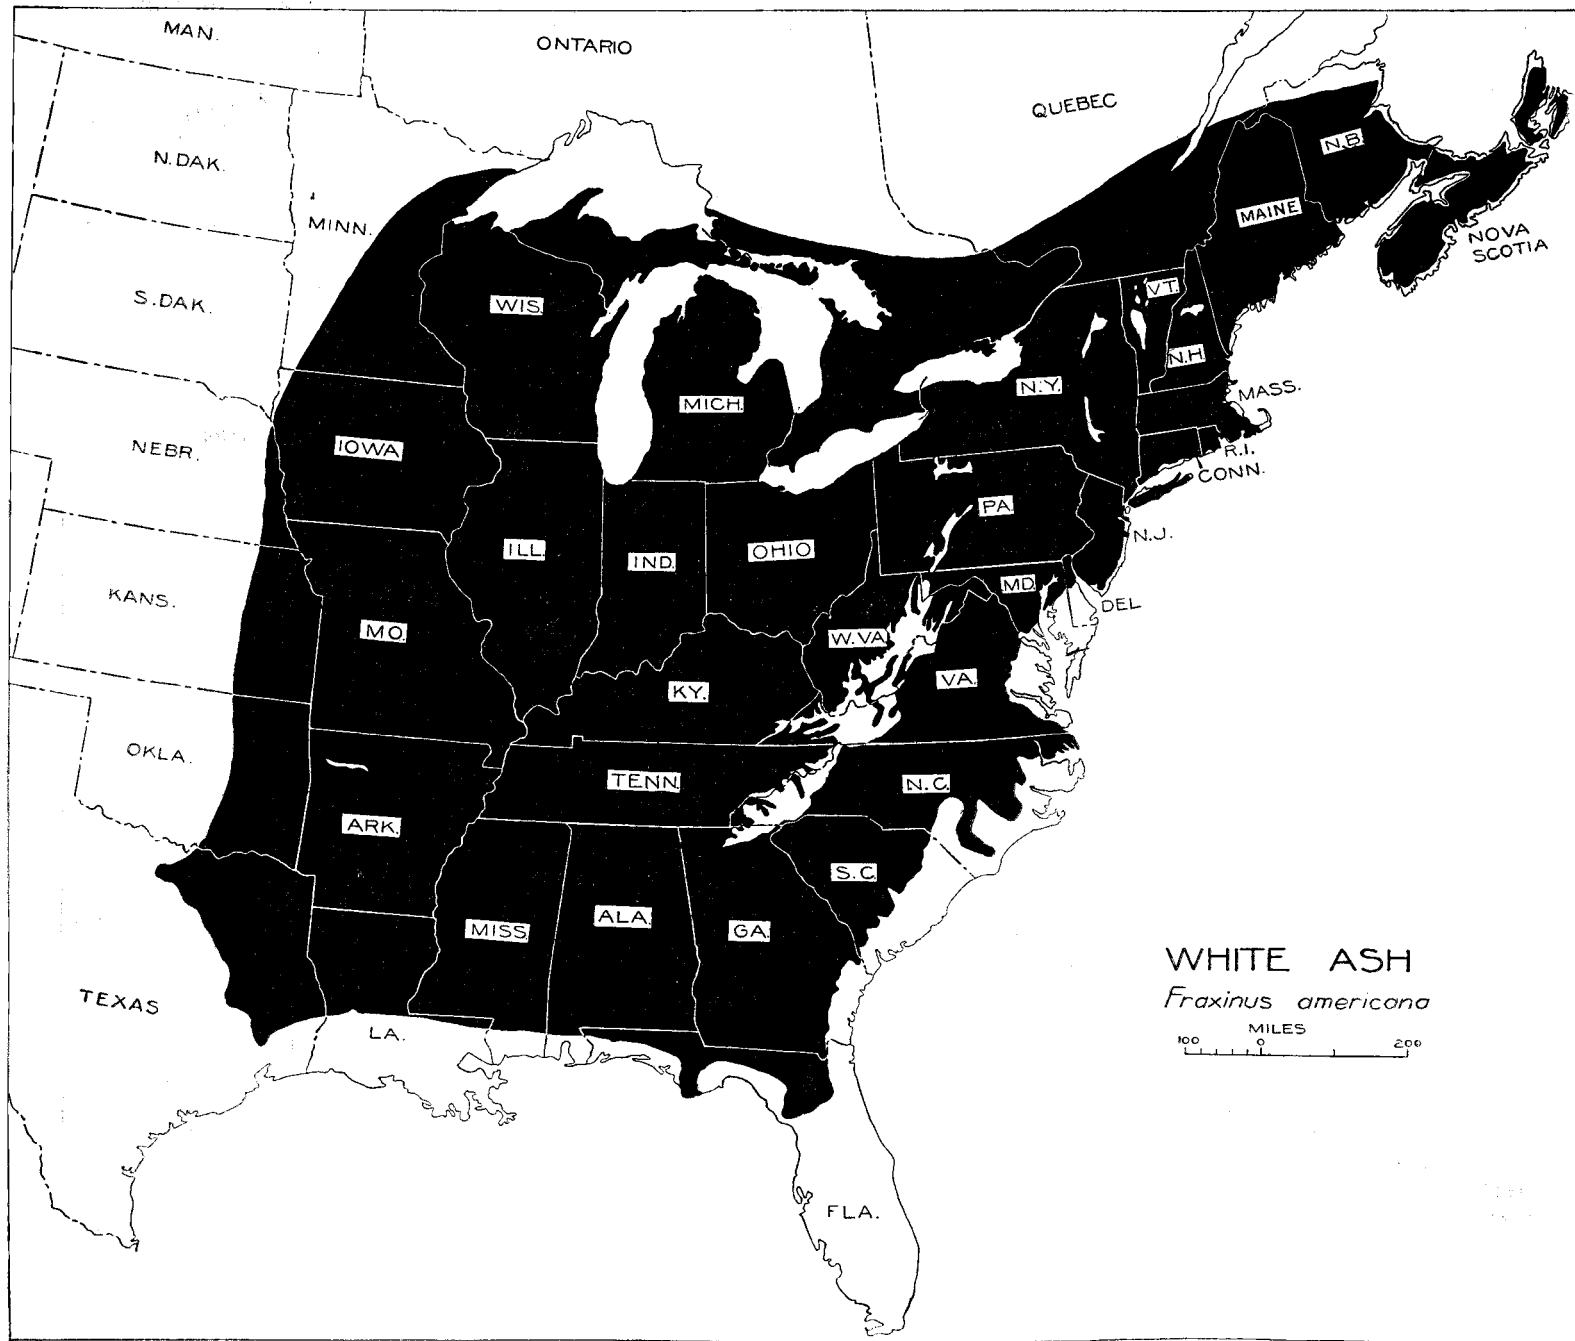 MAN.
ONTARIO
QUEBEC
N.DAK.
N.B.
MINN.
MAINE
NOVA
SCOTIA
S.DAK.
WIS.
VT.
N.H.
N.Y.
MASS.
MICH.
NEBR.
IOWA
R.I.
CONN.
PA.
N.J.
ILL.
IND.
OHIO
MD.
DEL
KANS.
MO.
W.VA.
VA.
KY.
OKLA.
TENN.
N.C.
ARK.
S.C.
MISS.
ALA.
GA.
TEXAS
LA.
FLA.
WHITE ASH
Fraxinus americana
MILES
100 0 200